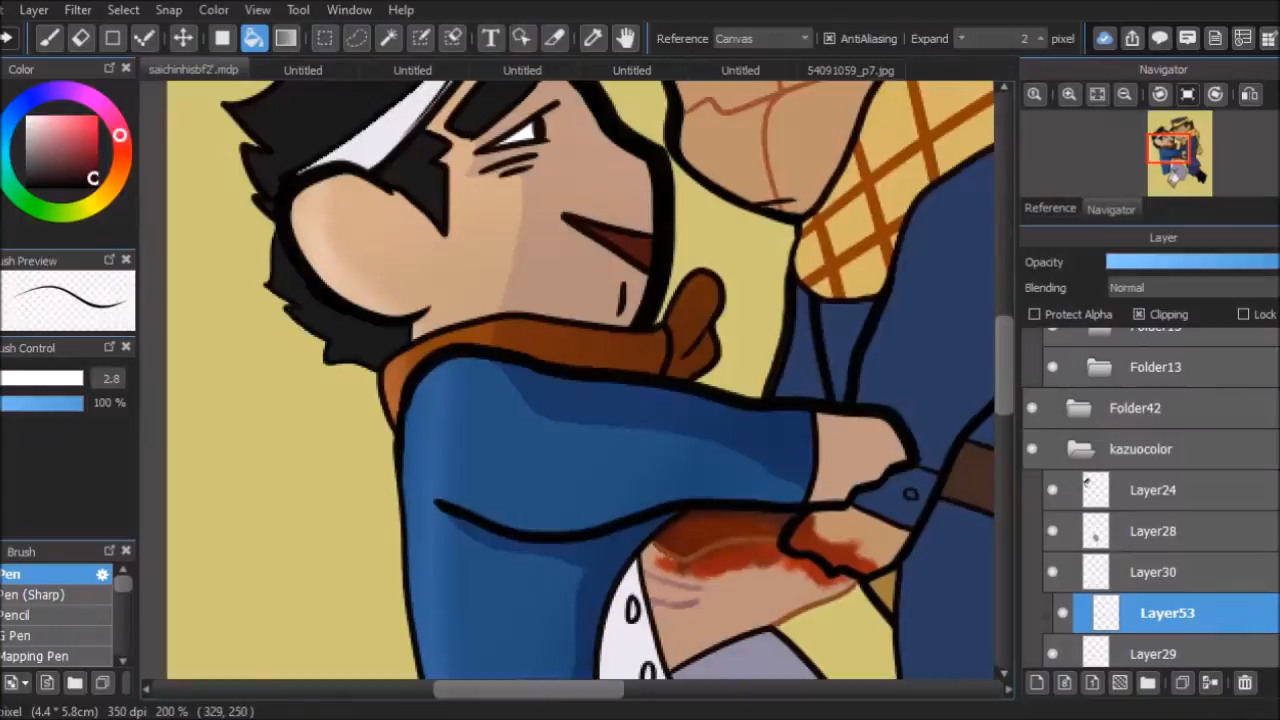 Layer Filter Select Snap Color View Tool Window Help
Reference Canvas AntiAliasing Expand 2 pixel
Color
saichinhisbf2'.mdp Untitled Untitled Untitled Untitled Untitled 54091059_p7.jpg
Navigator
Reference Navigator
Layer
Opacity
Blending Normal
Protect Alpha Clipping Lock
Folder13
Folder42
kazuocolor
Layer24
Layer28
Layer30
Layer53
Layer29
ush Preview
ush Control
2.8
100 %
Brush
Pen
Pen (Sharp)
Pencil
G Pen
Mapping Pen
pixel (4.4 * 5.8cm) 350 dpi 200 % ( 329, 250 )